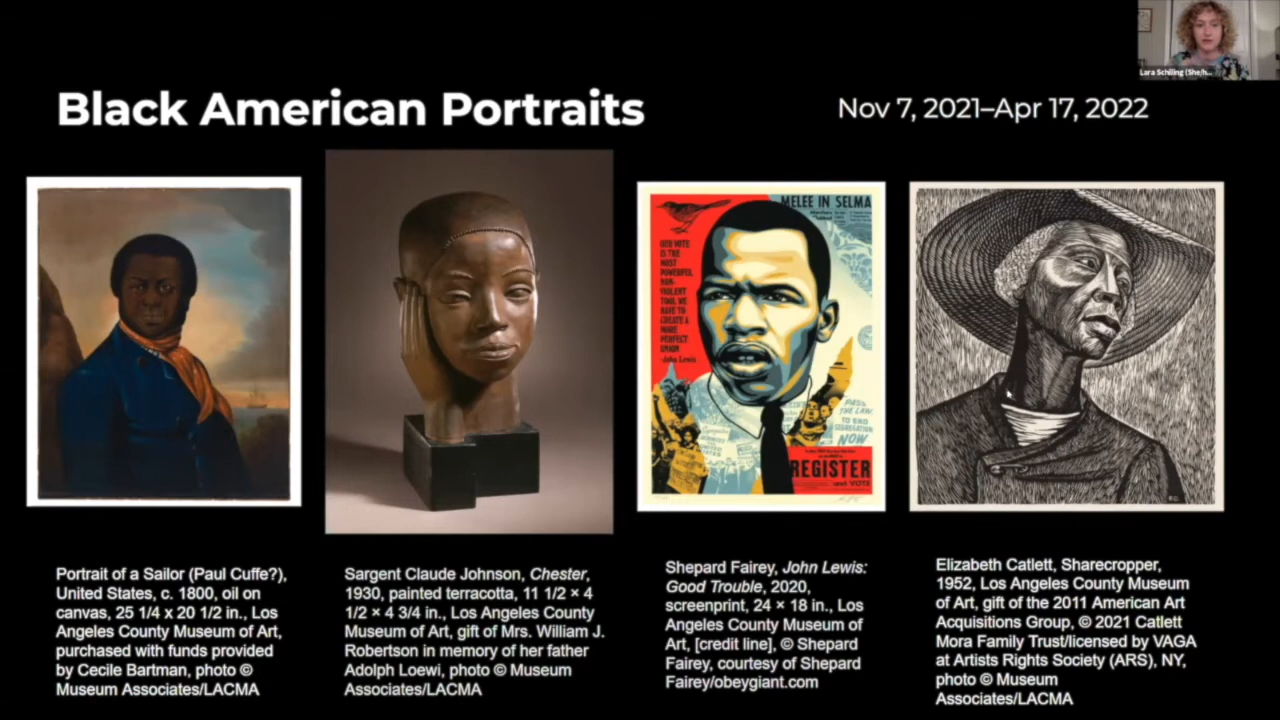 Lara Schilling (She/h...
Black American Portraits
Nov 7, 2021–Apr 17, 2022
MELEE IN SELMA
OUR VOTE
IS THE
MOST
POWERFUL
NON-
VIOLENT
TOOL WE
HAVE TO
CREATE A
MORE
PERFECT
UNION
-John Lewis
PASS
THE LAW
TO END
SEGREGATION
NOW
REGISTER
and VOTE
Portrait of a Sailor (Paul Cuffe?),
United States, c. 1800, oil on
canvas, 25 1/4 x 20 1/2 in., Los
Angeles County Museum of Art,
purchased with funds provided
by Cecile Bartman, photo ©
Museum Associates/LACMA
Sargent Claude Johnson, Chester,
1930, painted terracotta, 11 1/2 × 4
1/2 × 4 3/4 in., Los Angeles County
Museum of Art, gift of Mrs. William J.
Robertson in memory of her father
Adolph Loewi, photo © Museum
Associates/LACMA
Shepard Fairey, John Lewis:
Good Trouble, 2020,
screenprint, 24 × 18 in., Los
Angeles County Museum of
Art, [credit line], © Shepard
Fairey, courtesy of Shepard
Fairey/obeygiant.com
Elizabeth Catlett, Sharecropper,
1952, Los Angeles County Museum
of Art, gift of the 2011 American Art
Acquisitions Group, © 2021 Catlett
Mora Family Trust/licensed by VAGA
at Artists Rights Society (ARS), NY,
photo © Museum
Associates/LACMA